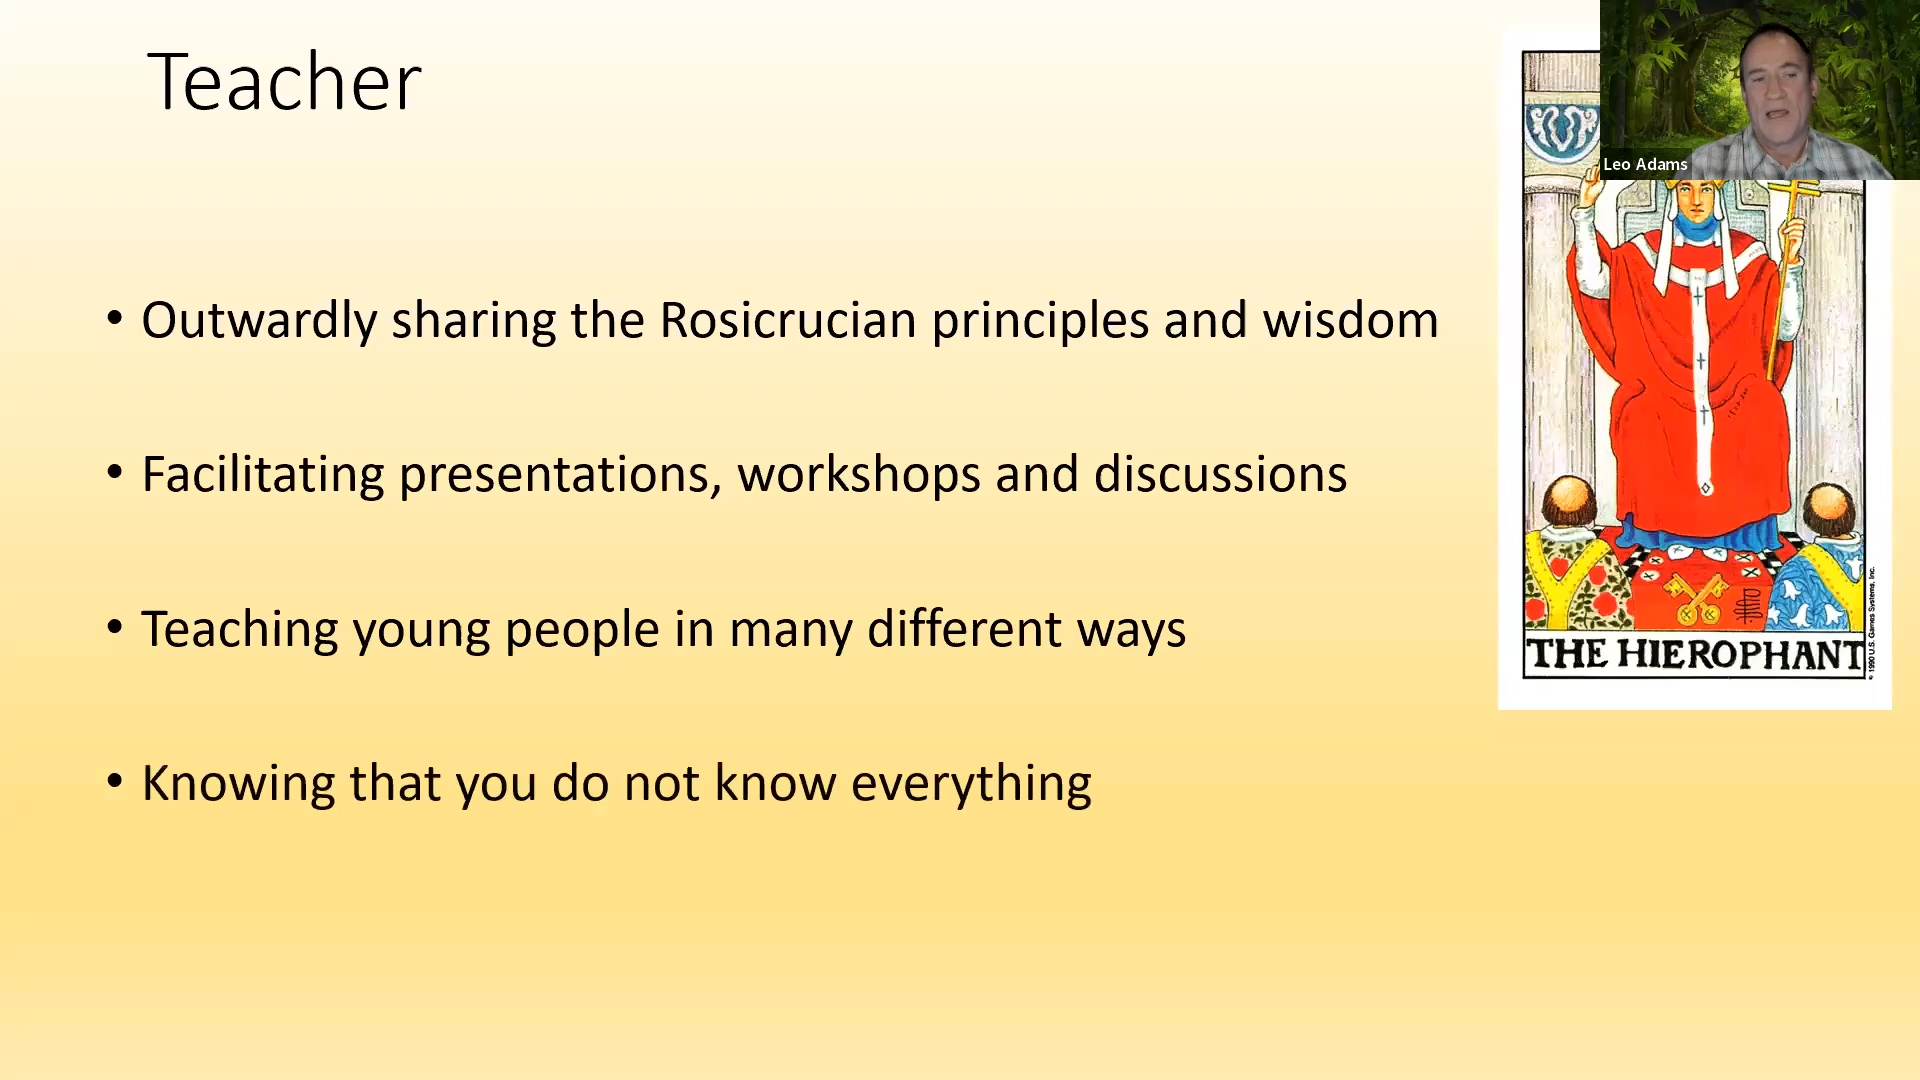 Teacher
Leo Adams
• Outwardly sharing the Rosicrucian principles and wisdom
• Facilitating presentations, workshops and discussions
• Teaching young people in many different ways
• Knowing that you do not know everything
THE HIEROPHANT
© 1990 U.S. Games Systems, Inc.